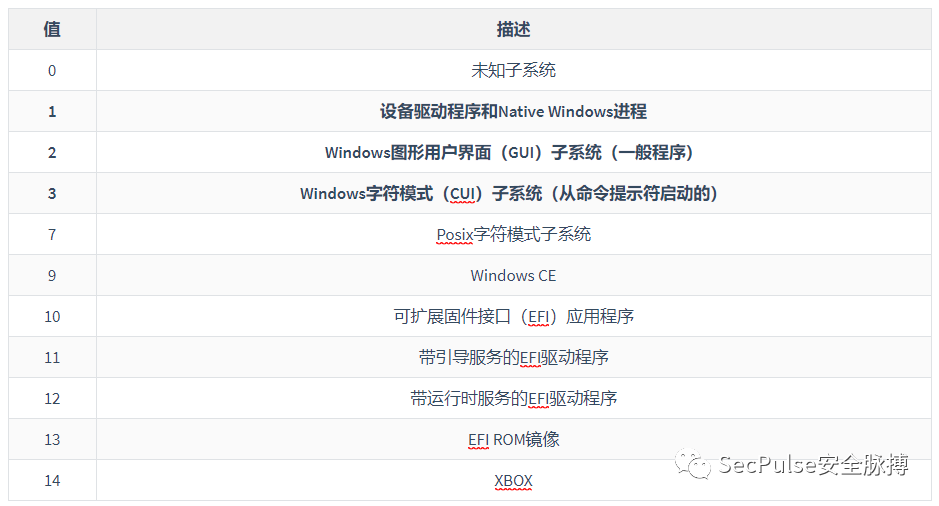 值 描述
0 未知子系统
1 设备驱动程序和Native Windows进程
2 Windows图形用户界面（GUI）子系统（一般程序）
3 Windows字符模式（CUI）子系统（从命令提示符启动的）
7 Posix字符模式子系统
9 Windows CE
10 可扩展固件接口（EFI）应用程序
11 带引导服务的EFI驱动程序
12 带运行时服务的EFI驱动程序
13 EFI ROM镜像
14 XBOX
SecPulse安全脉搏